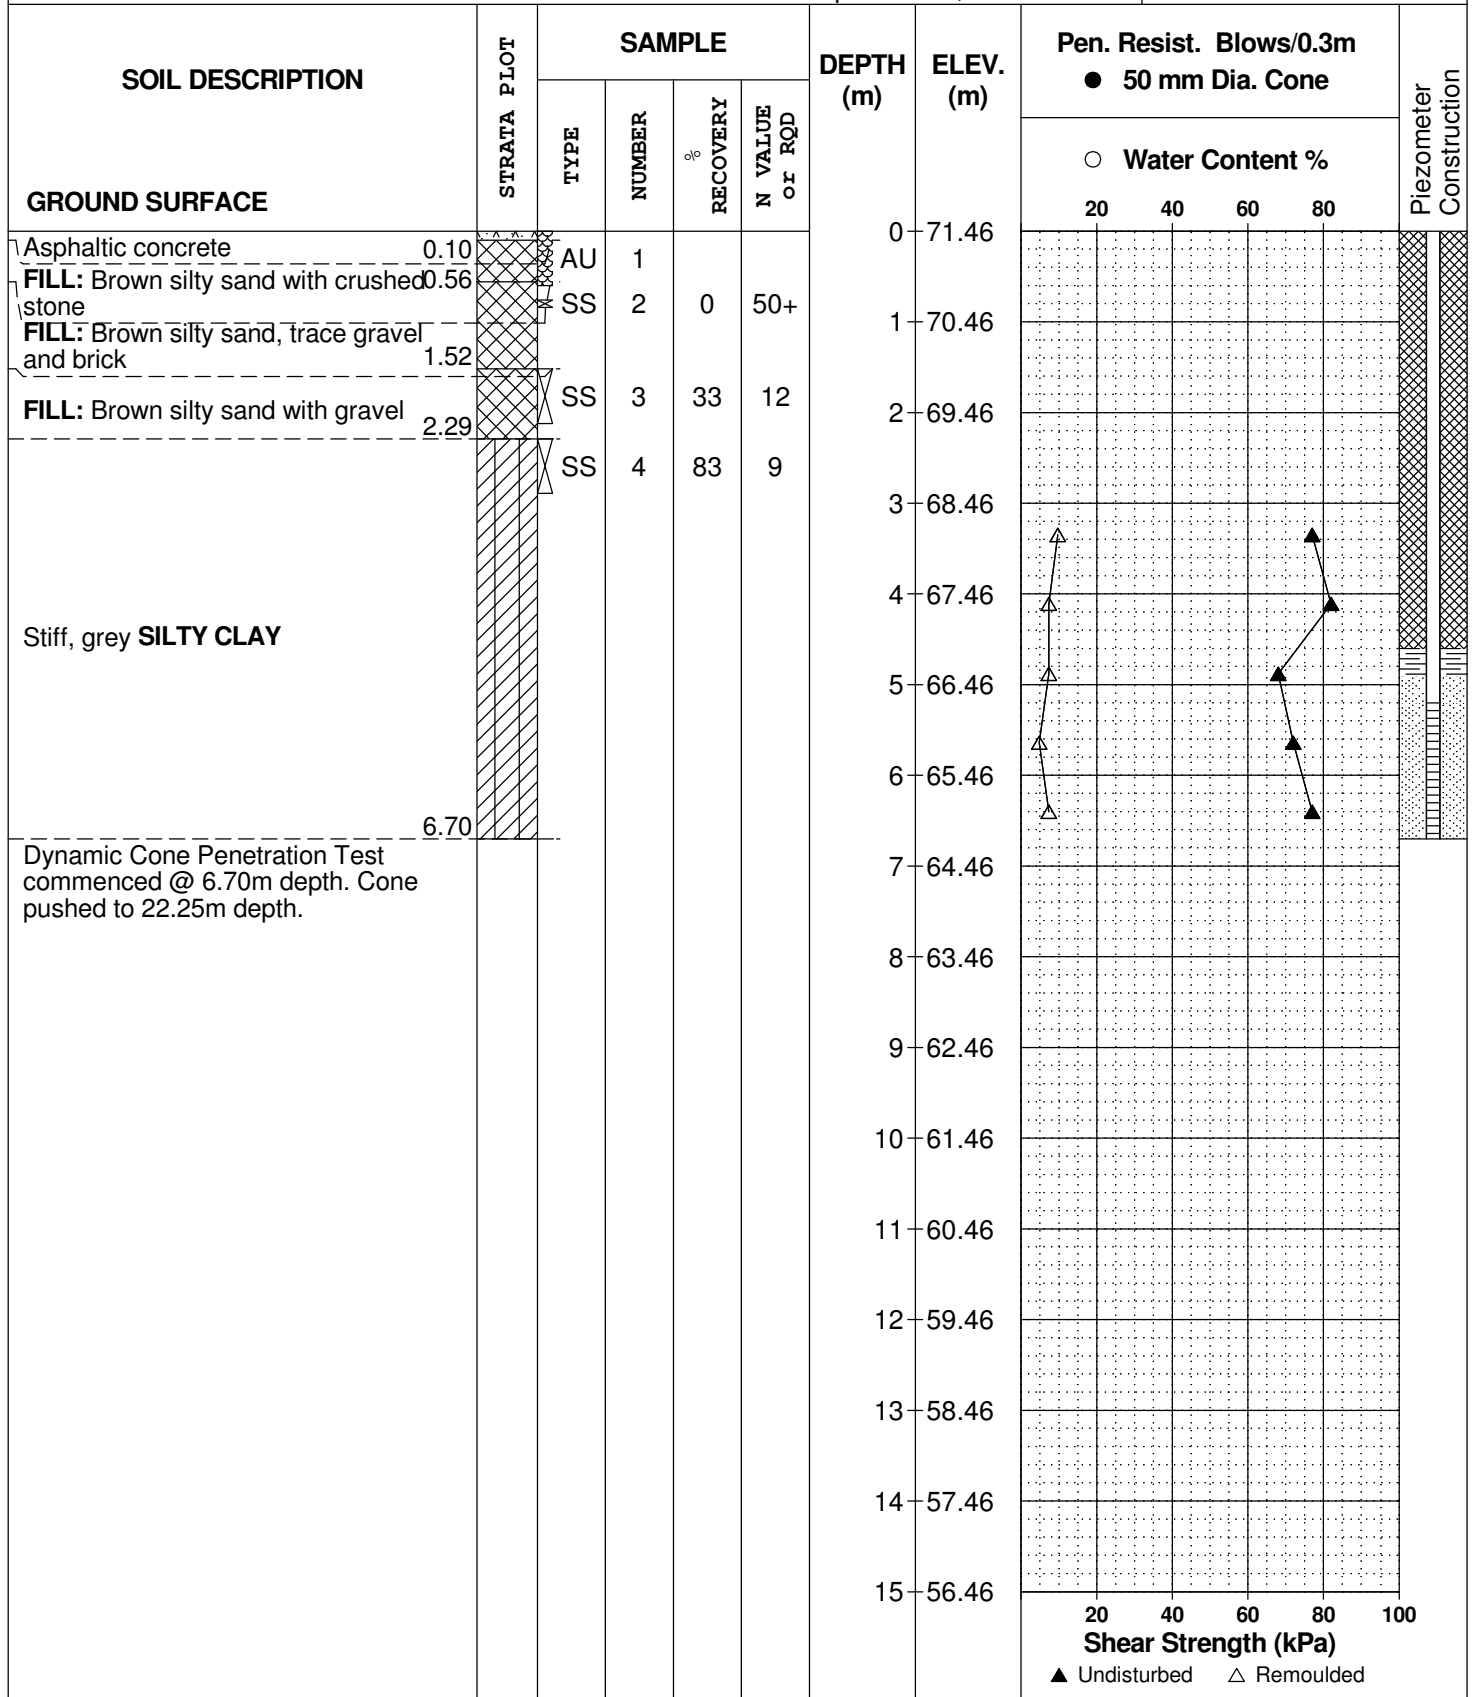 SOIL DESCRIPTION
GROUND SURFACE
STRATA PLOT
SAMPLE
TYPE
NUMBER
% RECOVERY
N VALUE or RQD
DEPTH (m)
ELEV. (m)
Pen. Resist. Blows/0.3m
● 50 mm Dia. Cone
○ Water Content %
20 40 60 80
Piezometer Construction
Asphaltic concrete 0.10
FILL: Brown silty sand with crushed 0.56
stone
FILL: Brown silty sand, trace gravel
and brick 1.52
FILL: Brown silty sand with gravel
2.29
Stiff, grey SILTY CLAY
6.70
Dynamic Cone Penetration Test
commenced @ 6.70m depth. Cone
pushed to 22.25m depth.
AU 1
SS 2 0 50+
SS 3 33 12
SS 4 83 9
0 71.46
1 70.46
2 69.46
3 68.46
4 67.46
5 66.46
6 65.46
7 64.46
8 63.46
9 62.46
10 61.46
11 60.46
12 59.46
13 58.46
14 57.46
15 56.46
20 40 60 80 100
Shear Strength (kPa)
▲ Undisturbed △ Remoulded